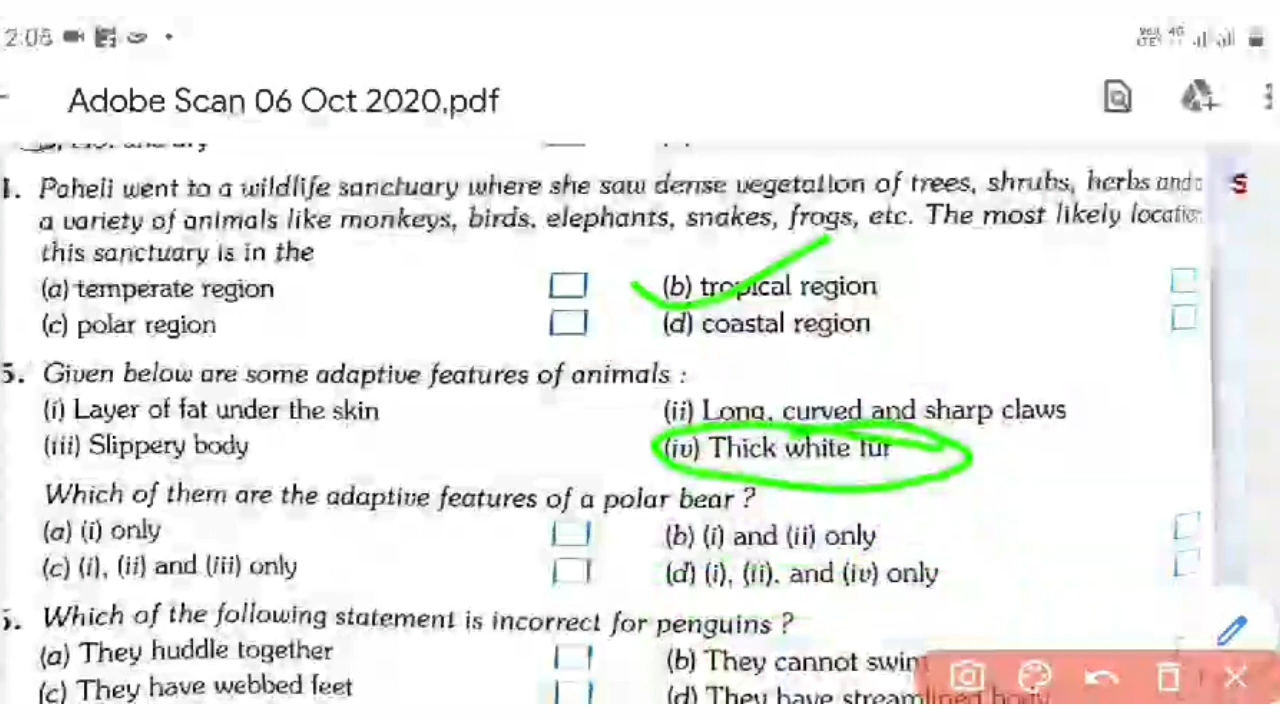 2:05
4G
Adobe Scan 06 Oct 2020.pdf
1. Paheli went to a wildlife sanctuary where she saw dense vegetation of trees, shrubs, herbs and
a variety of animals like monkeys, birds, elephants, snakes, frogs, etc. The most likely location
this sanctuary is in the
(a) temperate region (b) tropical region
(c) polar region (d) coastal region
5. Given below are some adaptive features of animals :
(i) Layer of fat under the skin (ii) Long, curved and sharp claws
(iii) Slippery body (iv) Thick white fur
Which of them are the adaptive features of a polar bear ?
(a) (i) only (b) (i) and (ii) only
(c) (i), (ii) and (iii) only (d) (i), (ii), and (iv) only
Which of the following statement is incorrect for penguins ?
(a) They huddle together (b) They cannot swim
(c) They have webbed feet (d) They have streamlined body